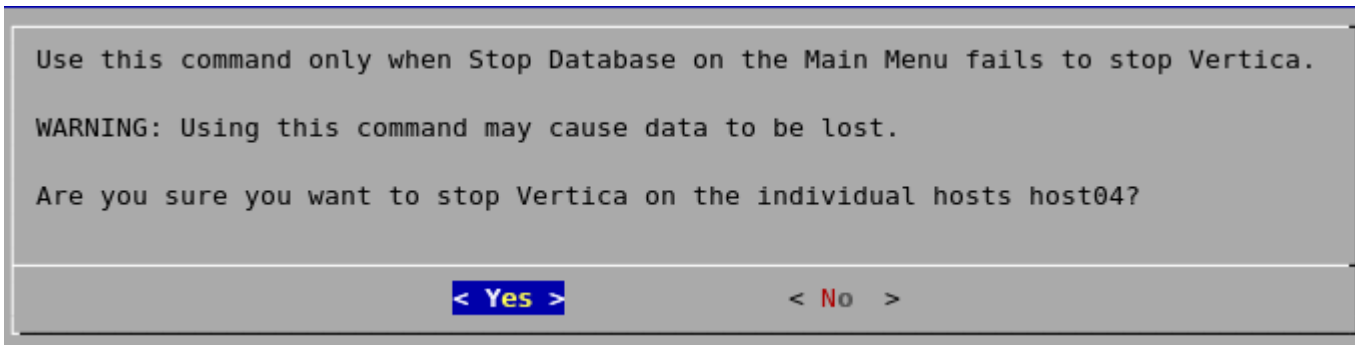 Use this command only when Stop Database on the Main Menu fails to stop Vertica.
WARNING: Using this command may cause data to be lost.
Are you sure you want to stop Vertica on the individual hosts host04?
< Yes > < No >